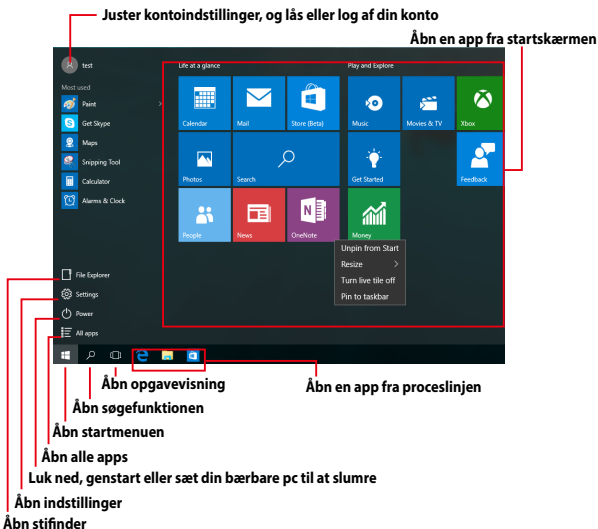 Juster kontoindstillinger, og lås eller log af din konto
Åbn en app fra startskærmen
test
Life at a glance
Play and Explore
Most used
Paint
Get Skype
Maps
Snipping Tool
Calculator
Alarms & Clock
Calendar
Mail
Store (Beta)
Music
Movies & TV
Xbox
Photos
Search
Get Started
Feedback
People
News
OneNote
Money
Unpin from Start
Resize
Turn live tile off
Pin to taskbar
File Explorer
Settings
Power
All apps
Åbn opgavevisning
Åbn en app fra proceslinjen
Åbn søgefunktionen
Åbn startmenuen
Åbn alle apps
Luk ned, genstart eller sæt din bærbare pc til at slumre
Åbn indstillinger
Åbn stifinder